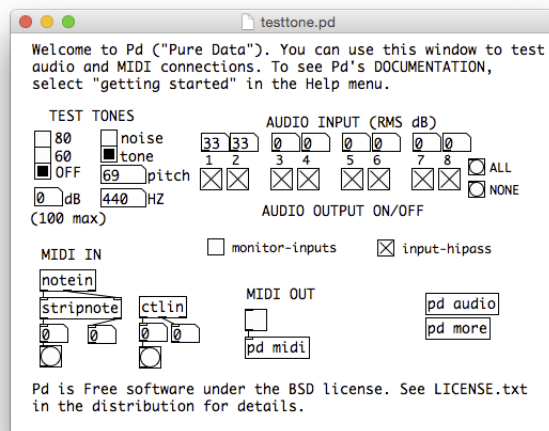 testtone.pd
Welcome to Pd ("Pure Data"). You can use this window to test
audio and MIDI connections. To see Pd's DOCUMENTATION,
select "getting started" in the Help menu.
TEST TONES
80
60
OFF
noise
tone
69 pitch
0 dB
440 HZ
(100 max)
AUDIO INPUT (RMS dB)
33 33 0 0 0 0 0 0
1 2 3 4 5 6 7 8
ALL
NONE
AUDIO OUTPUT ON/OFF
monitor-inputs
input-hipass
MIDI IN
notein
stripnote
0 0
ctlin
0 0
MIDI OUT
pd midi
pd audio
pd more
Pd is Free software under the BSD license. See LICENSE.txt
in the distribution for details.